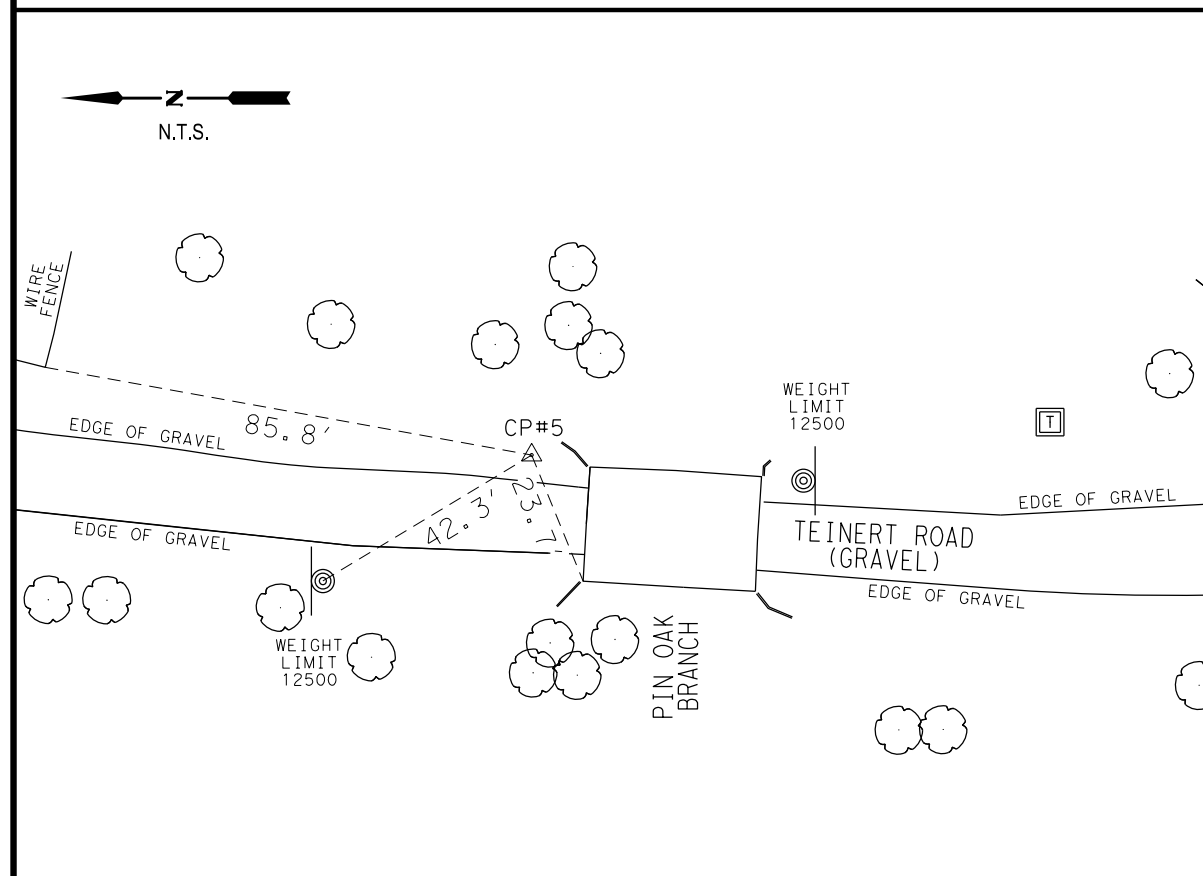 N
N.T.S.
WIRE
FENCE
EDGE OF GRAVEL
85.8'
CP#5
WEIGHT
LIMIT
12500
T
42.3'
23.7
EDGE OF GRAVEL
EDGE OF GRAVEL
TEINERT ROAD
(GRAVEL)
EDGE OF GRAVEL
WEIGHT
LIMIT
12500
PIN OAK
BRANCH